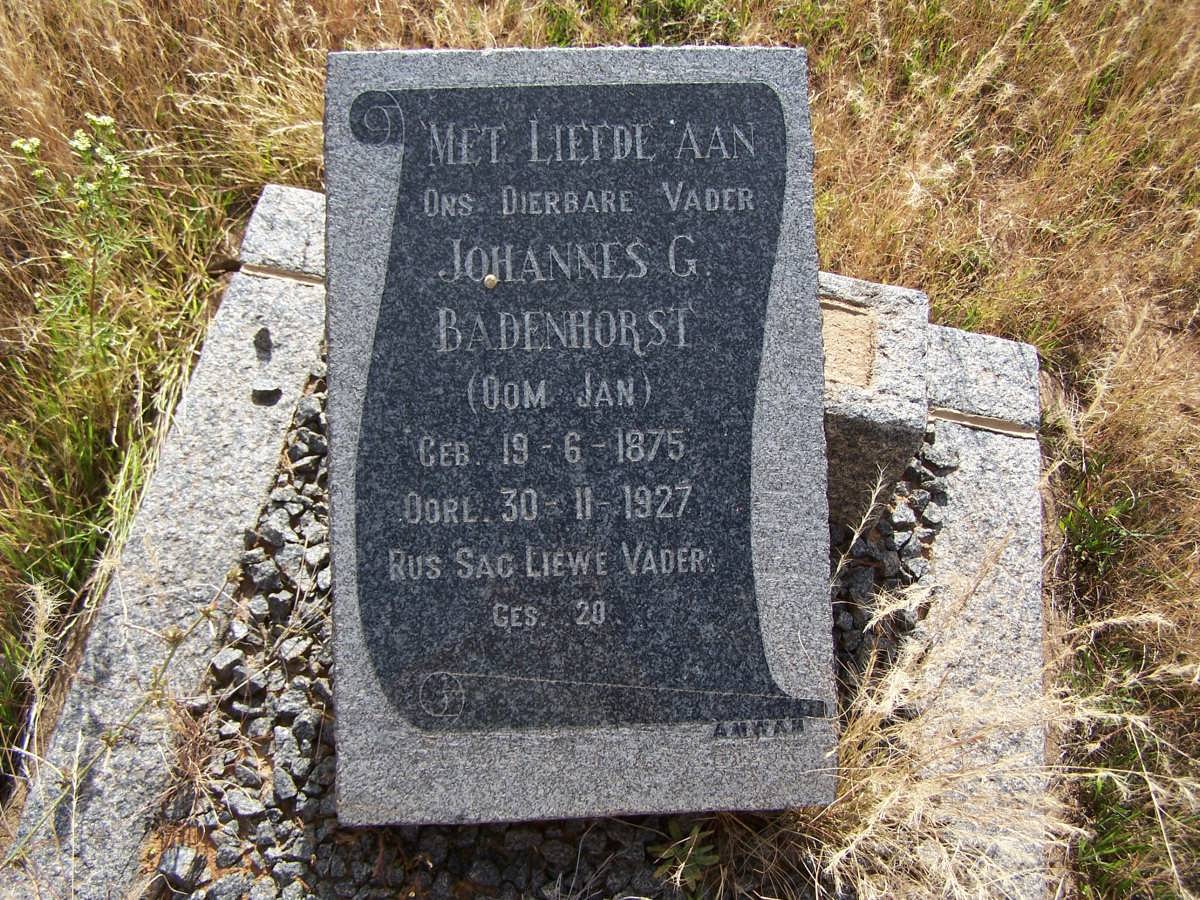 MET LIEFDE AAN
ONS DIERBARE VADER
JOHANNES G.
BADENHORST
(OOM JAN)
GEB. 19-6-1875
OORL. 30-11-1927
RUS SAG LIEWE VADER.
GES. 20.